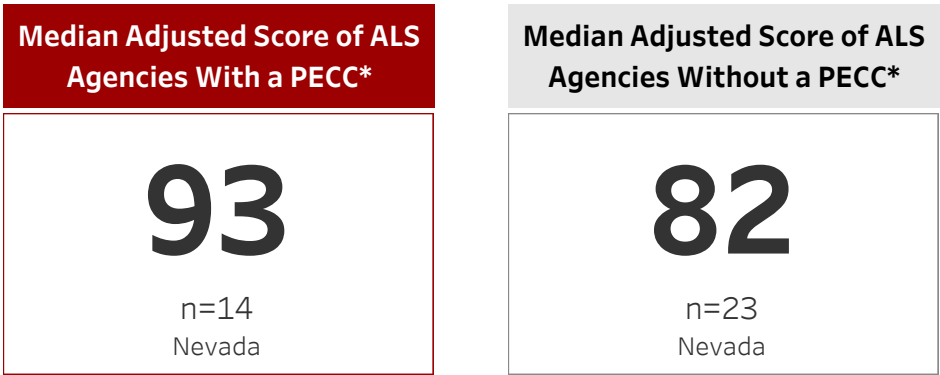 Median Adjusted Score of ALS
Agencies With a PECC*
93
n=14
Nevada
Median Adjusted Score of ALS
Agencies Without a PECC*
82
n=23
Nevada